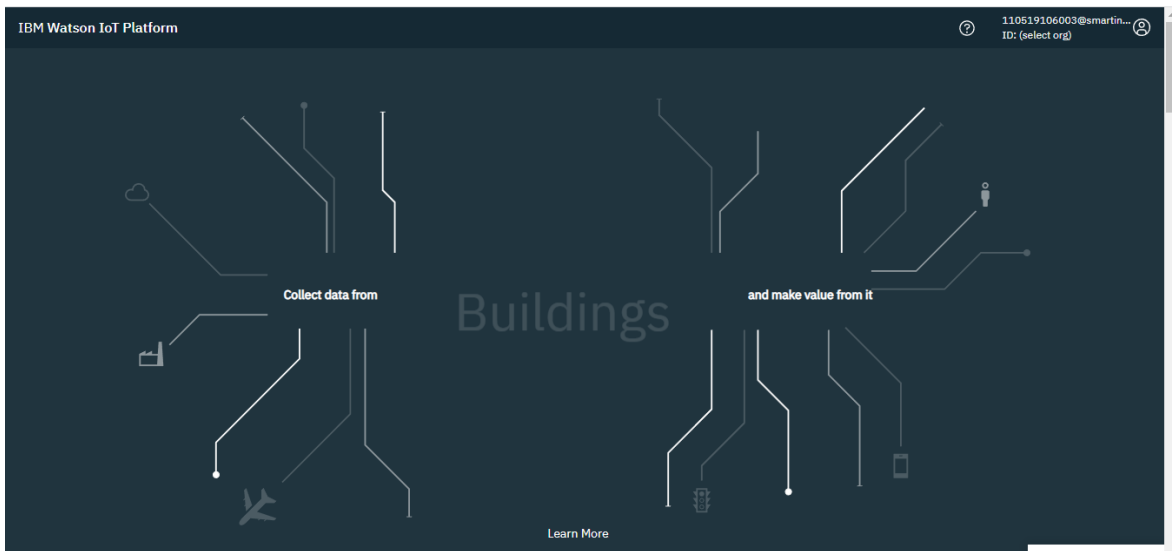 IBM Watson IoT Platform
110519106003@smartin...
ID: (select org)
Collect data from
Buildings
and make value from it
Learn More